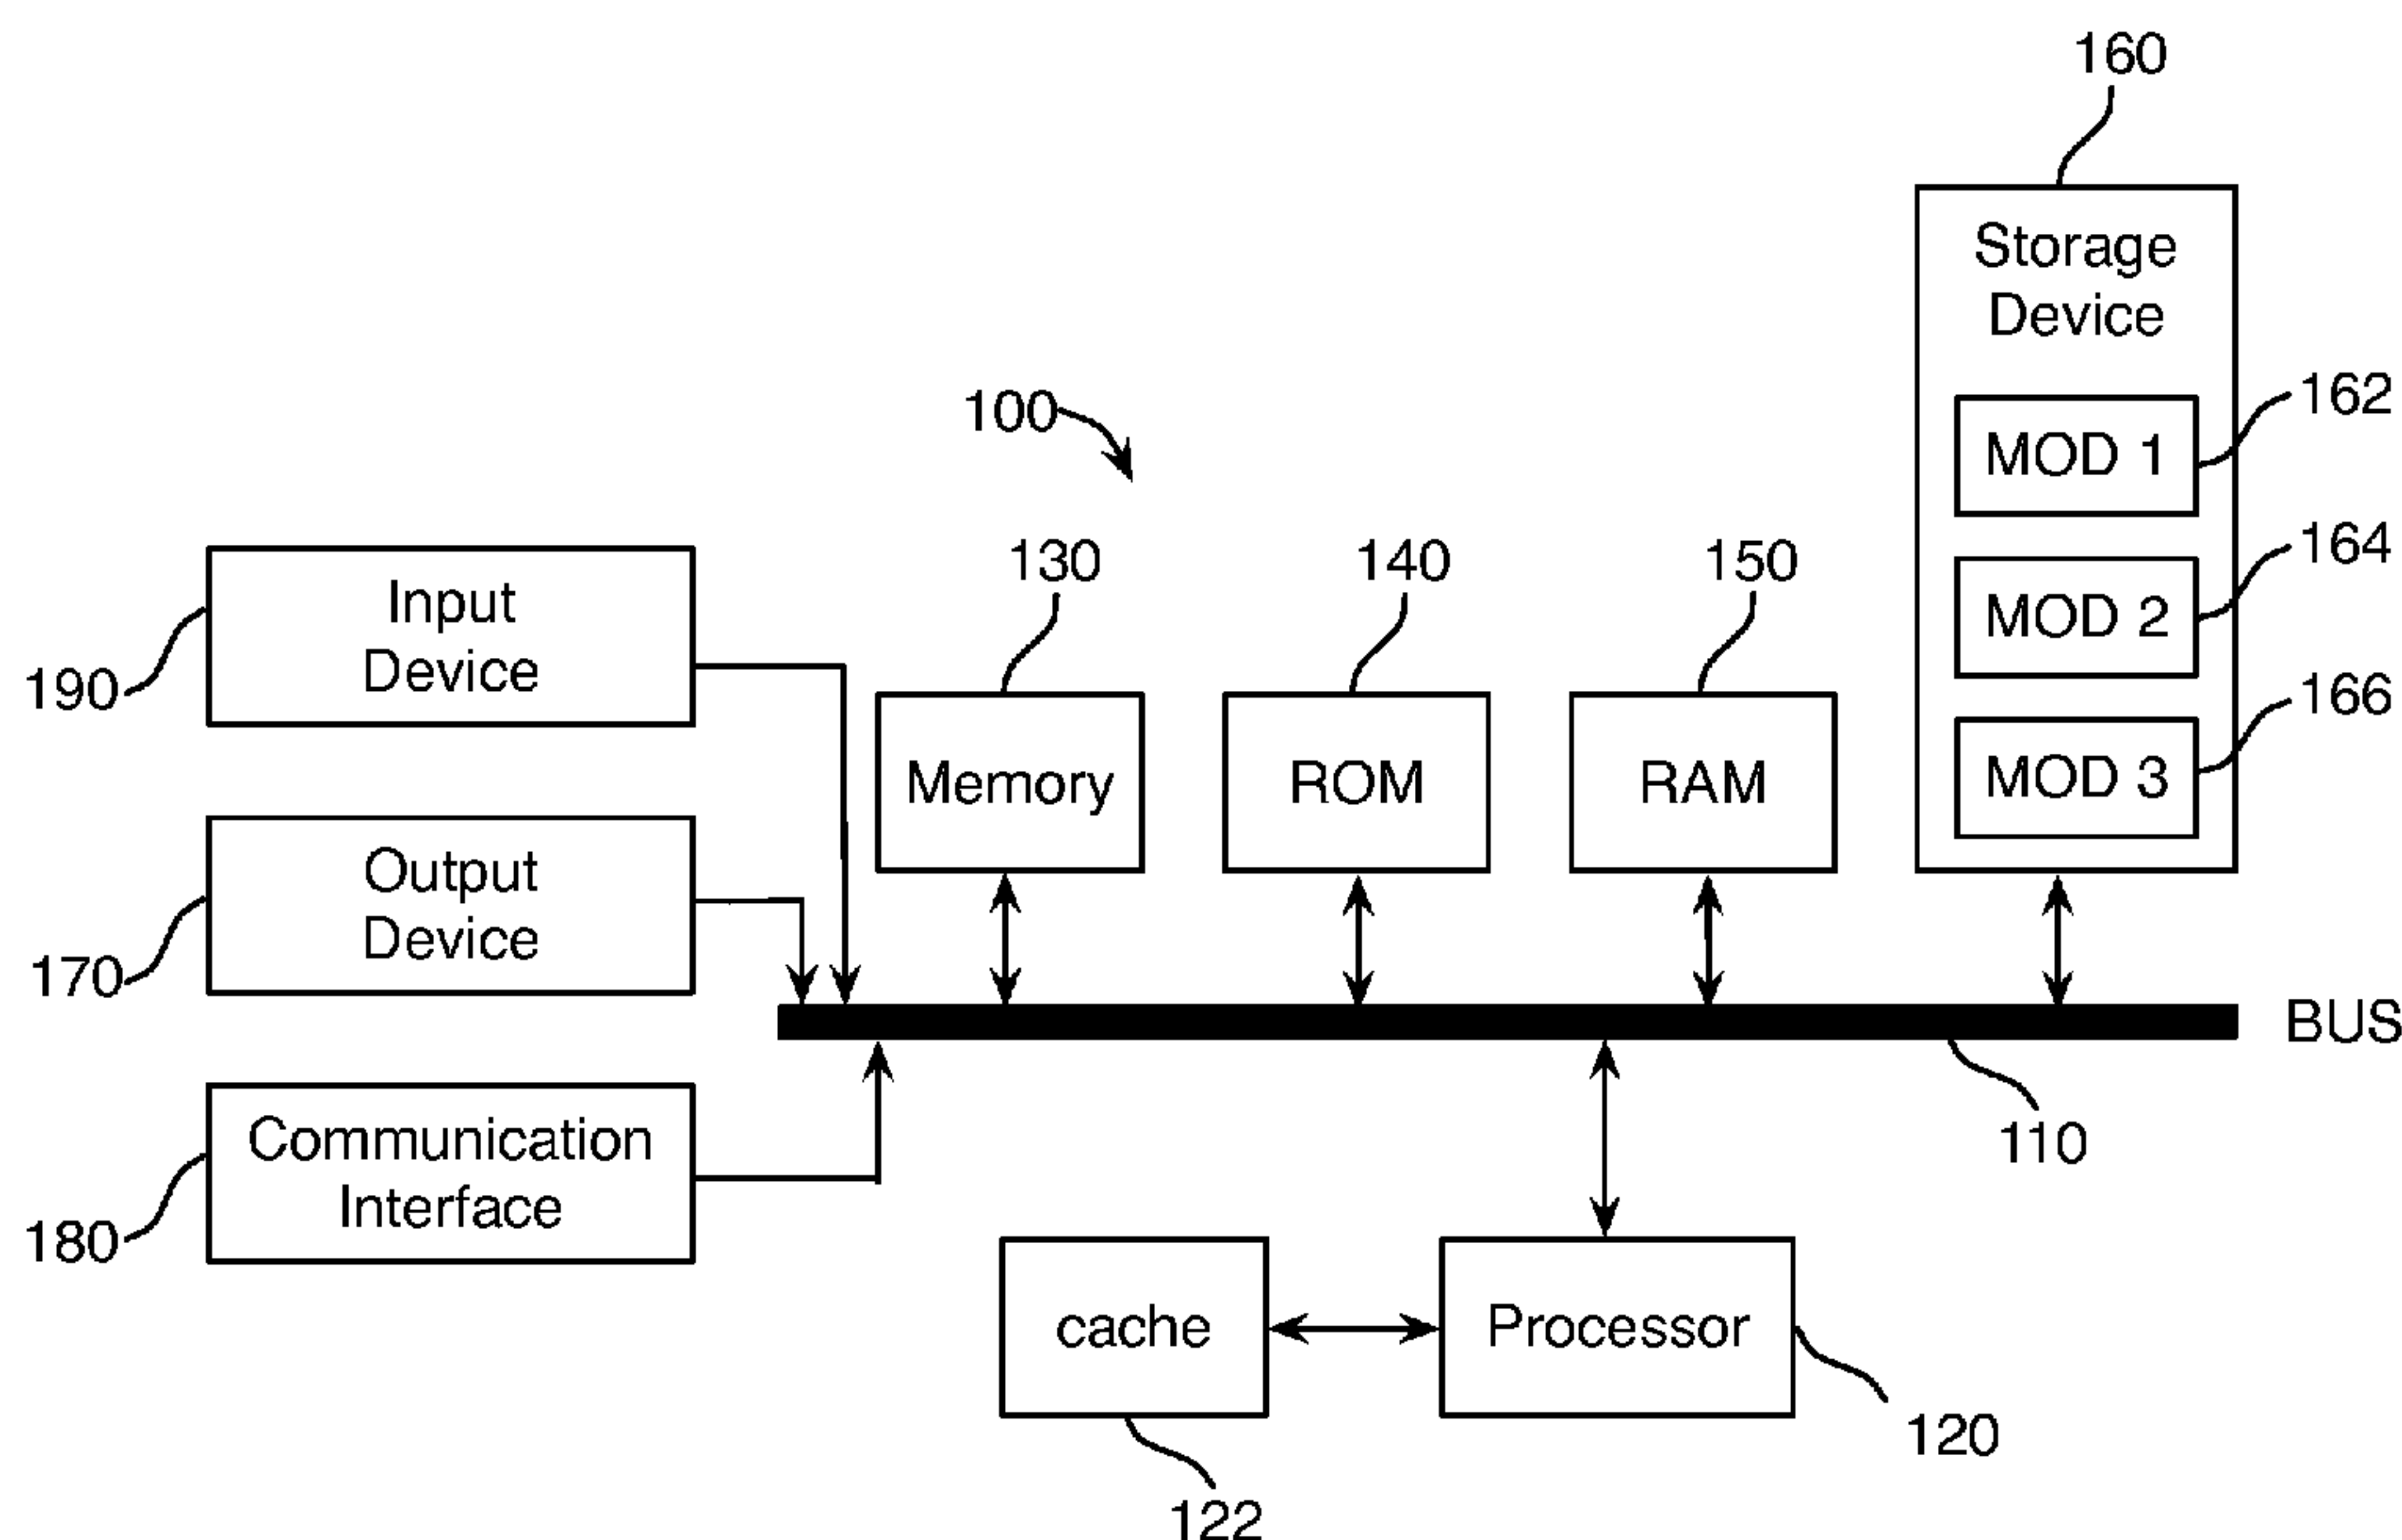 160
Storage
Device
162
MOD 1
164
MOD 2
166
MOD 3
100
130
140
150
Input
Device
190
Memory
ROM
RAM
Output
Device
170
BUS
110
Communication
Interface
180
cache
Processor
120
122